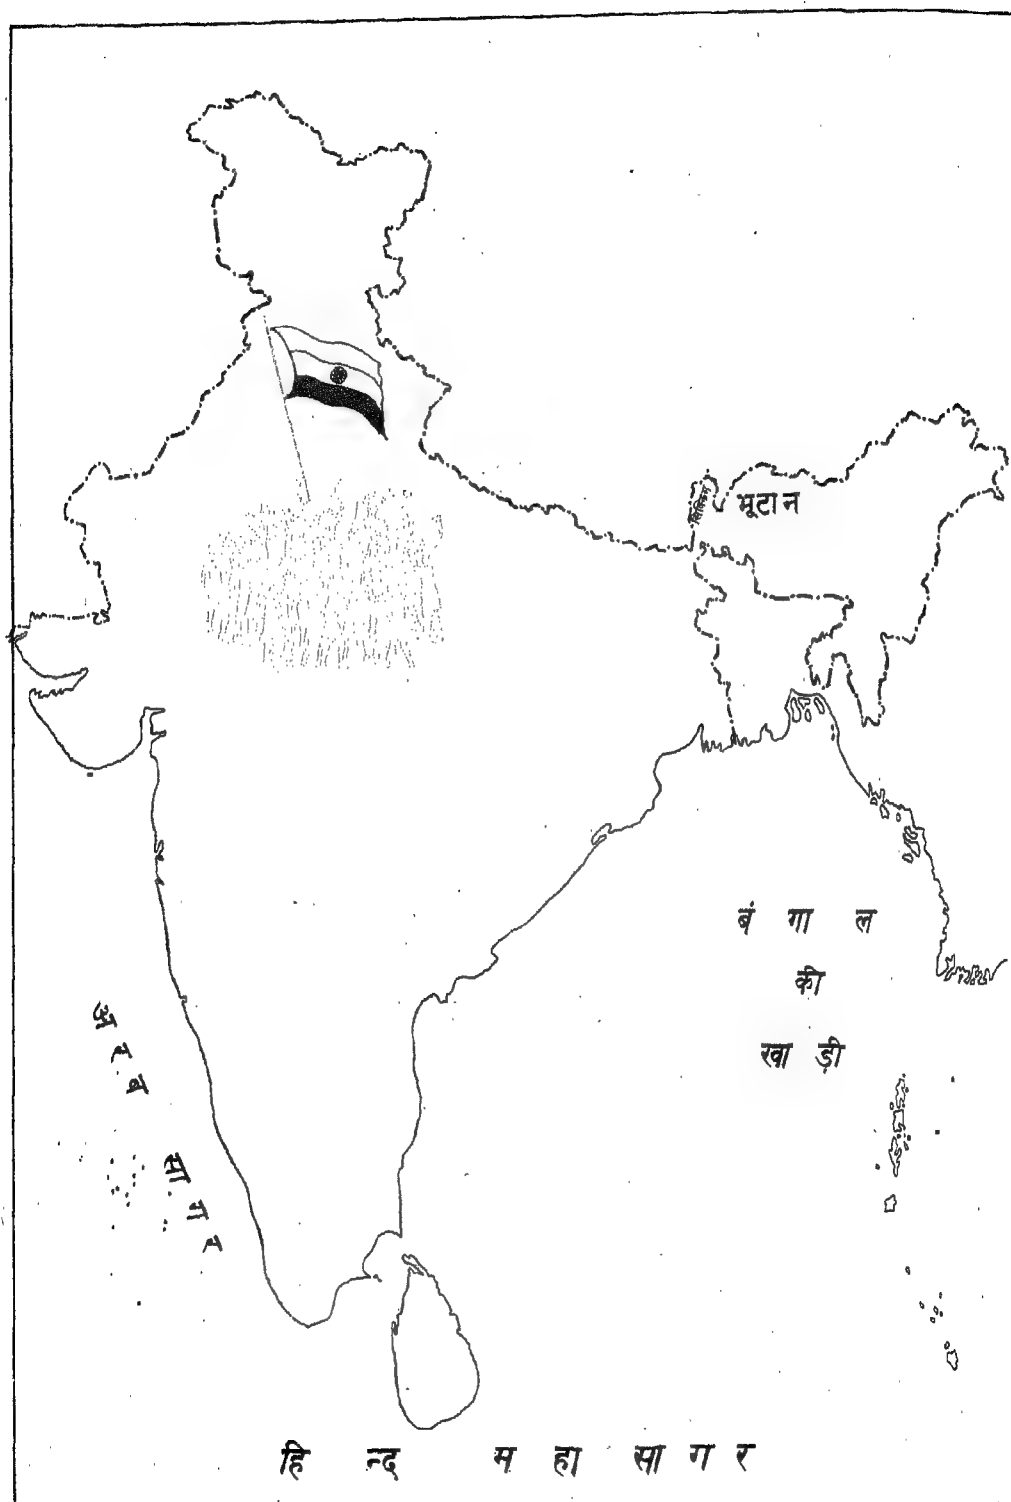 सिक्किम
भूटान
बंगाल
की
खाड़ी
अरब सागर
हिन्द महासागर